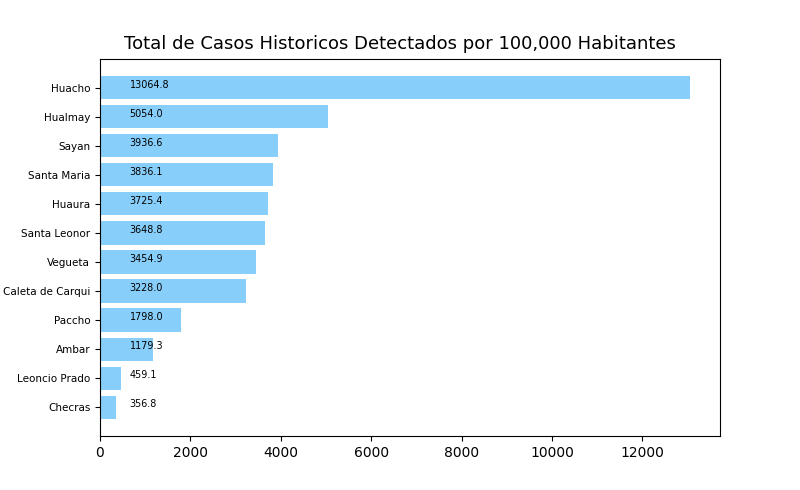 Total de Casos Historicos Detectados por 100,000 Habitantes
Huacho 13064.8
Hualmay 5054.0
Sayan 3936.6
Santa Maria 3836.1
Huaura 3725.4
Santa Leonor 3648.8
Vegueta 3454.9
Caleta de Carqui 3228.0
Paccho 1798.0
Ambar 1179.3
Leoncio Prado 459.1
Checras 356.8
0 2000 4000 6000 8000 10000 12000